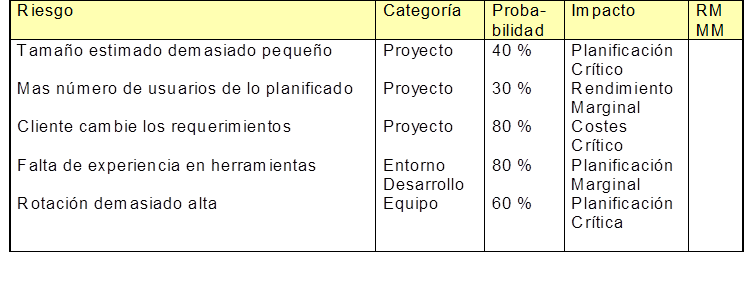 Riesgo Categoría Proba- Impacto RM
bilidad MM
Tamaño estimado demasiado pequeño Proyecto 40 % Planificación
Crítico
Mas número de usuarios de lo planificado Proyecto 30 % Rendimiento
Marginal
Cliente cambie los requerimientos Proyecto 80 % Costes
Crítico
Falta de experiencia en herramientas Entorno 80 % Planificación
Desarrollo Marginal
Rotación demasiado alta Equipo 60 % Planificación
Crítica